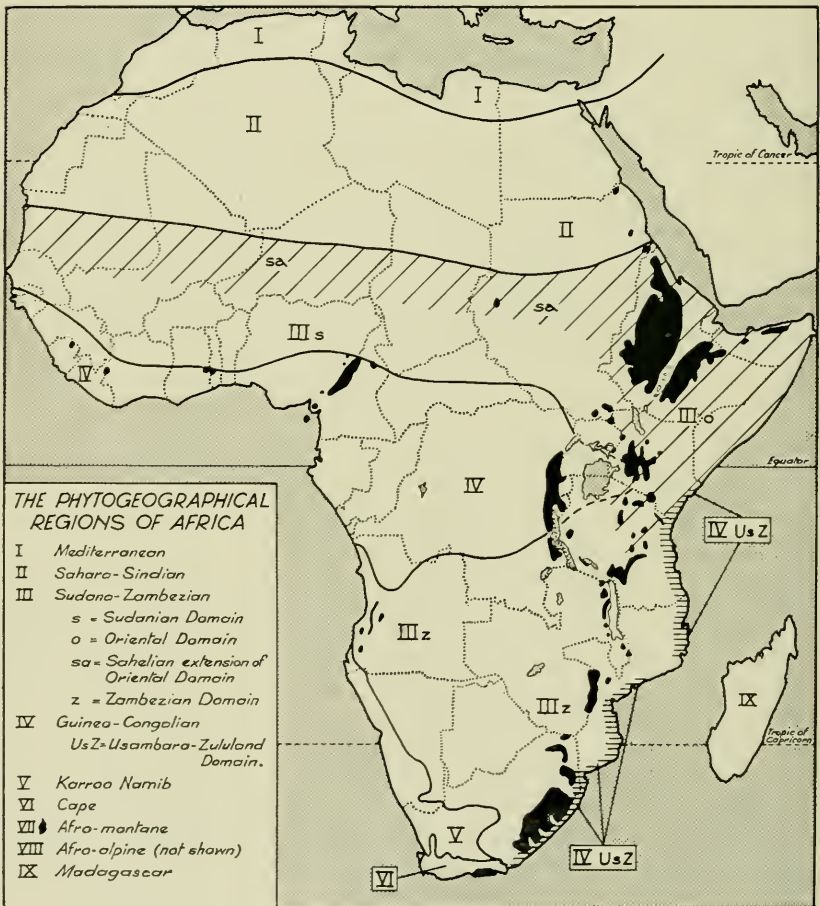 I
I
II
Tropic of Cancer
II
sa
sa
III s
IV
III o
IV
Equator
IV UsZ
III z
III z
IX
Tropic of
Capricorn
V
IV UsZ
VI
THE PHYTOGEOGRAPHICAL
REGIONS OF AFRICA
I Mediterranean
II Saharo-Sindian
III Sudano-Zambezian
s = Sudanian Domain
o = Oriental Domain
sa = Sahelian extension of
Oriental Domain
z = Zambezian Domain
IV Guineo-Congolian
UsZ = Usambara-Zululand
Domain.
V Karroo Namib
VI Cape
VII Afro-montane
VIII Afro-alpine (not shown)
IX Madagascar